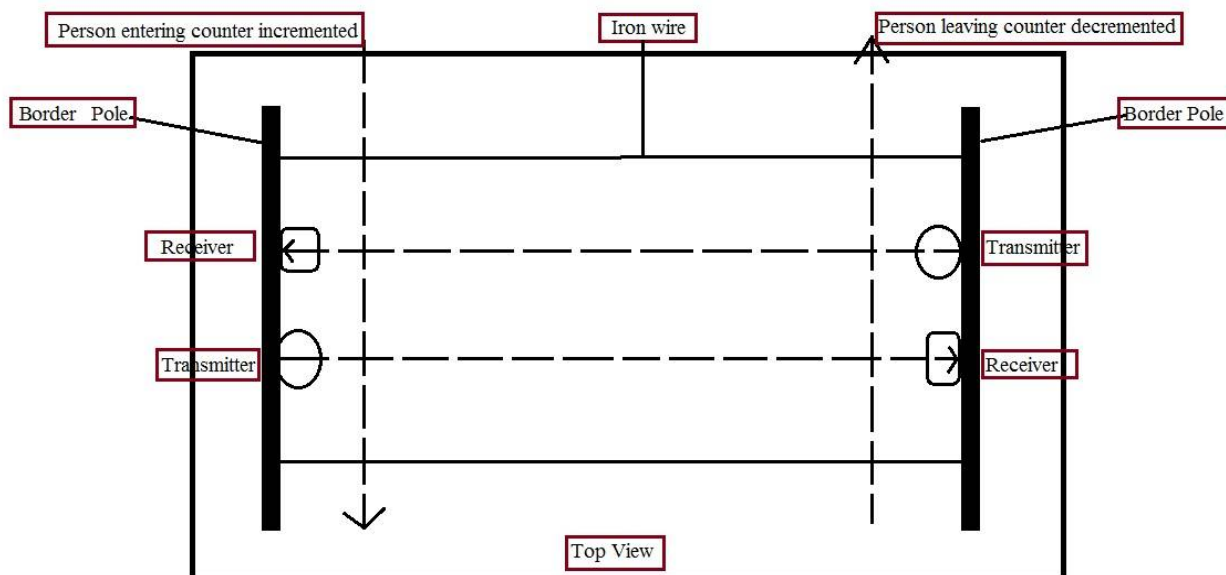 Person entering counter incremented
Iron wire
Person leaving counter decremented
Border Pole
Border Pole
Receiver
Transmitter
Transmitter
Receiver
Top View